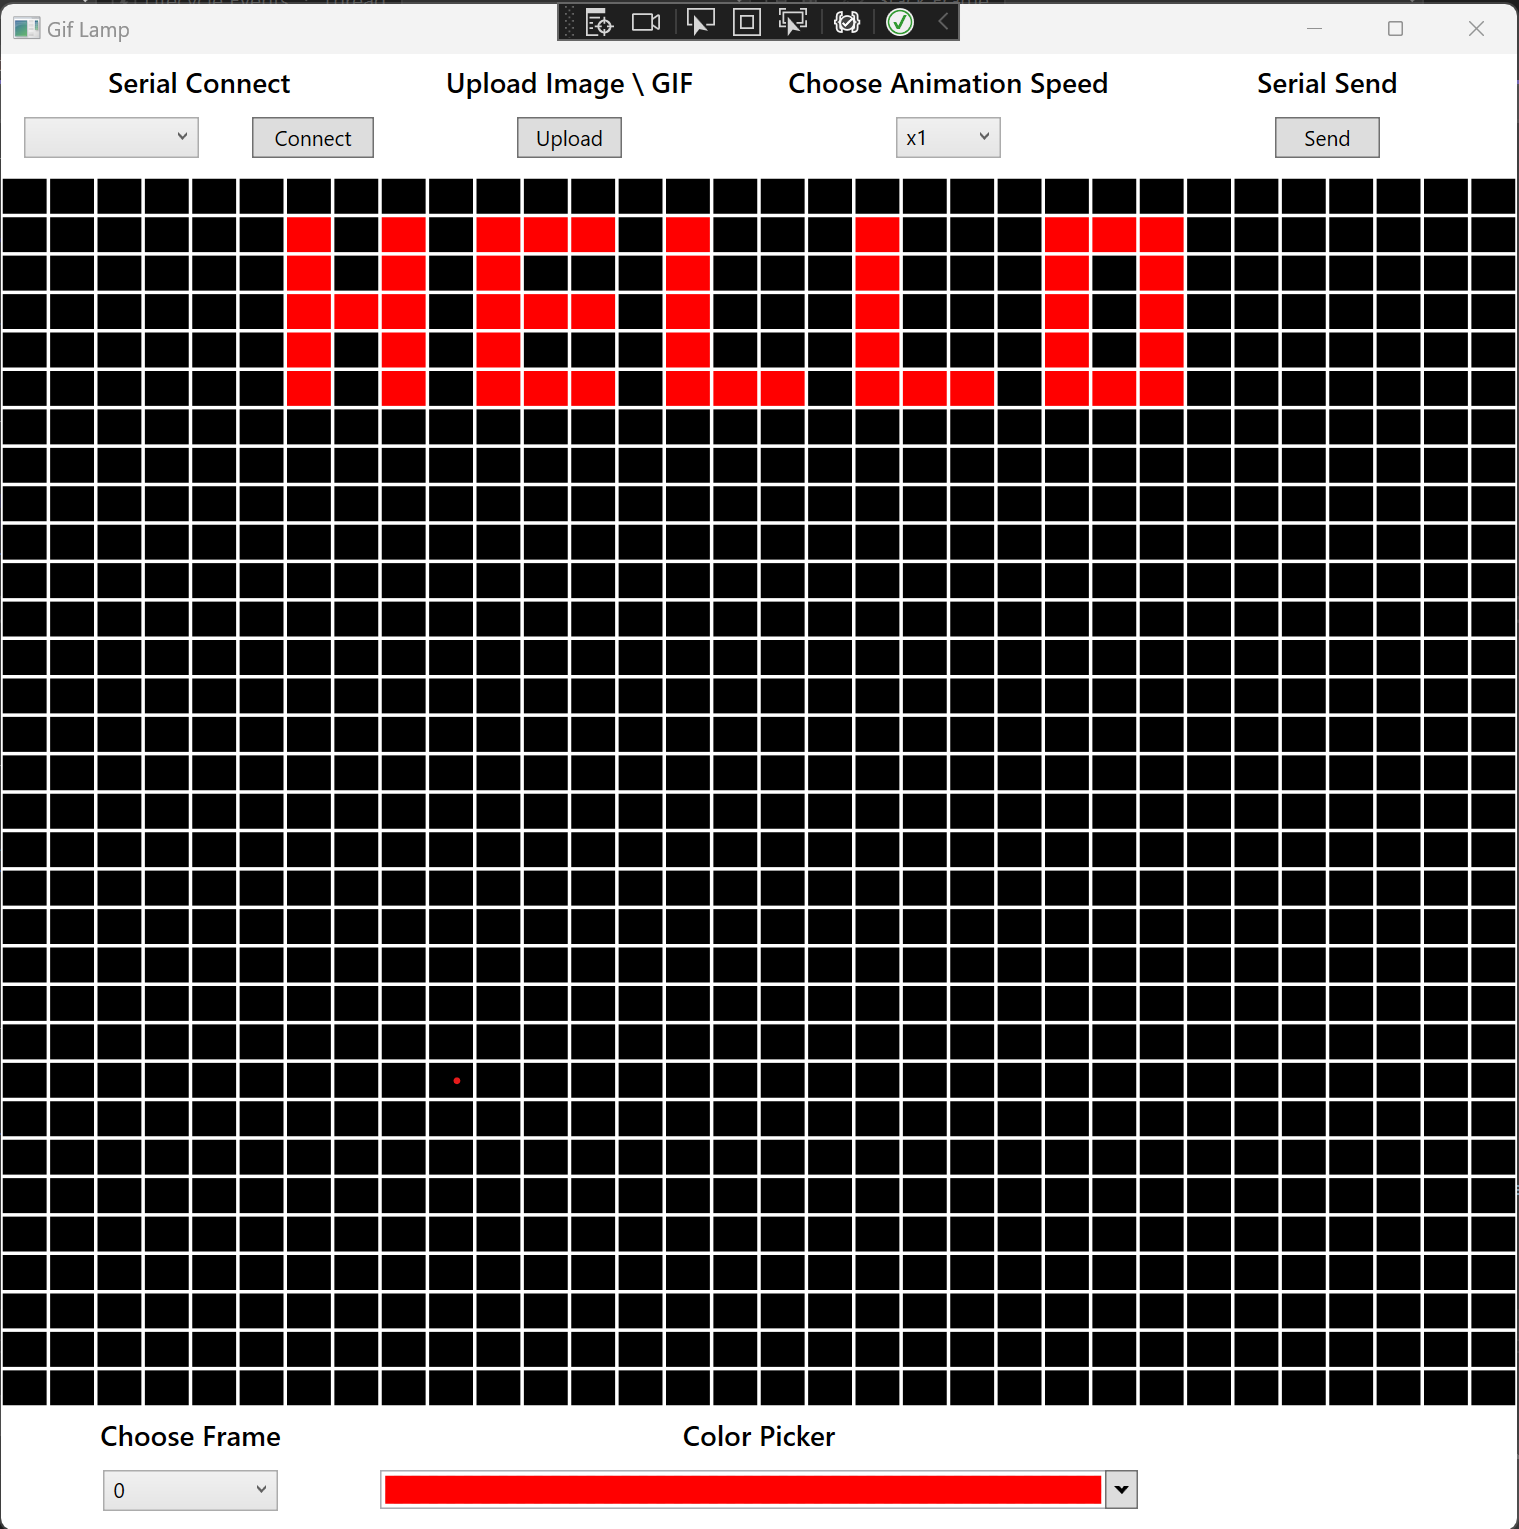 Gif Lamp
Serial Connect
Upload Image \ GIF
Choose Animation Speed
Serial Send
Connect
Upload
x1
Send
HELLO
Choose Frame
Color Picker
0